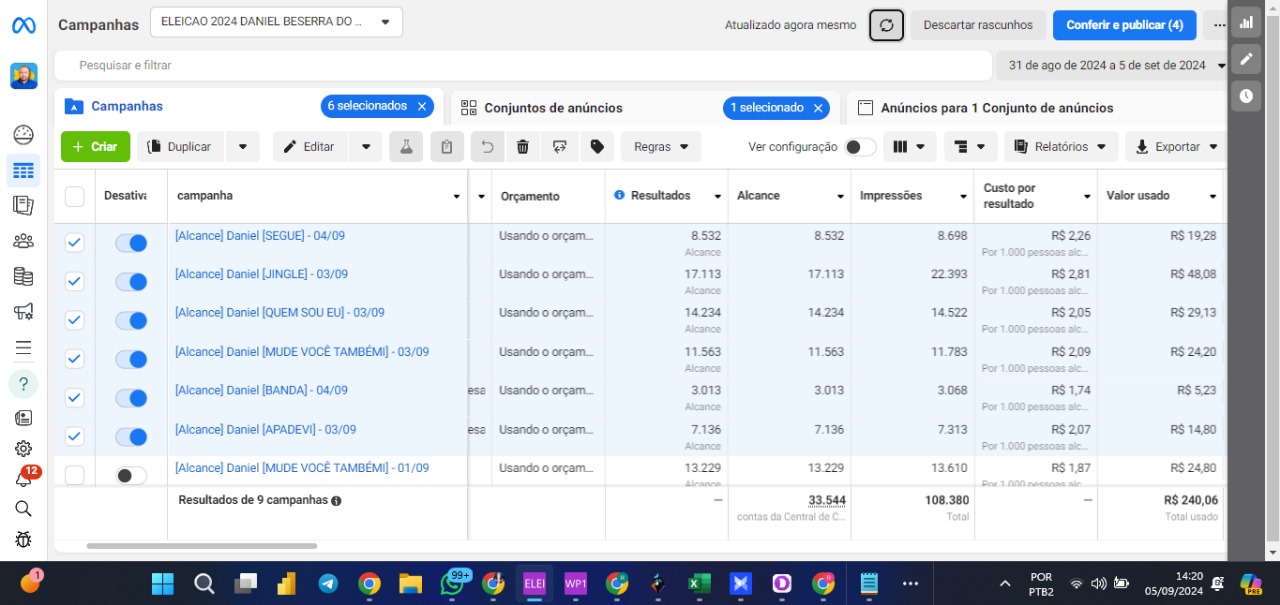 Campanhas
ELEICAO 2024 DANIEL BESERRA DO ...
Atualizado agora mesmo
Descartar rascunhos
Conferir e publicar (4)
Pesquisar e filtrar
31 de ago de 2024 a 5 de set de 2024
Campanhas
6 selecionados
Conjuntos de anúncios
1 selecionado
Anúncios para 1 Conjunto de anúncios
+ Criar
Duplicar
Editar
Regras
Ver configuração
Relatórios
Exportar
Desativa campanha Orçamento Resultados Alcance Impressões Custo por resultado Valor usado
[Alcance] Daniel [SEGUE] - 04/09 Usando o orçam... 8.532 8.532 8.698 R$ 2,26 R$ 19,28
Alcance Por 1.000 pessoas alc...
[Alcance] Daniel [JINGLE] - 03/09 Usando o orçam... 17.113 17.113 22.393 R$ 2,81 R$ 48,08
Alcance Por 1.000 pessoas alc...
[Alcance] Daniel [QUEM SOU EU] - 03/09 Usando o orçam... 14.234 14.234 14.522 R$ 2,05 R$ 29,13
Alcance Por 1.000 pessoas alc...
[Alcance] Daniel [MUDE VOCÊ TAMBÉMI] - 03/09 Usando o orçam... 11.563 11.563 11.783 R$ 2,09 R$ 24,20
Alcance Por 1.000 pessoas alc...
[Alcance] Daniel [BANDA] - 04/09 esa Usando o orçam... 3.013 3.013 3.068 R$ 1,74 R$ 5,23
Alcance Por 1.000 pessoas alc...
[Alcance] Daniel [APADEVI] - 03/09 esa Usando o orçam... 7.136 7.136 7.313 R$ 2,07 R$ 14,80
Alcance Por 1.000 pessoas alc...
[Alcance] Daniel [MUDE VOCÊ TAMBÉMI] - 01/09 Usando o orçam... 13.229 13.229 13.610 R$ 1,87 R$ 24,80
Alcance Por 1.000 pessoas alc...
Resultados de 9 campanhas — 33.544 108.380 — R$ 240,06
contas da Central de C... Total Total usado
12
1
99+
ELEI
WP1
POR
PTB2
14:20
05/09/2024
PRE